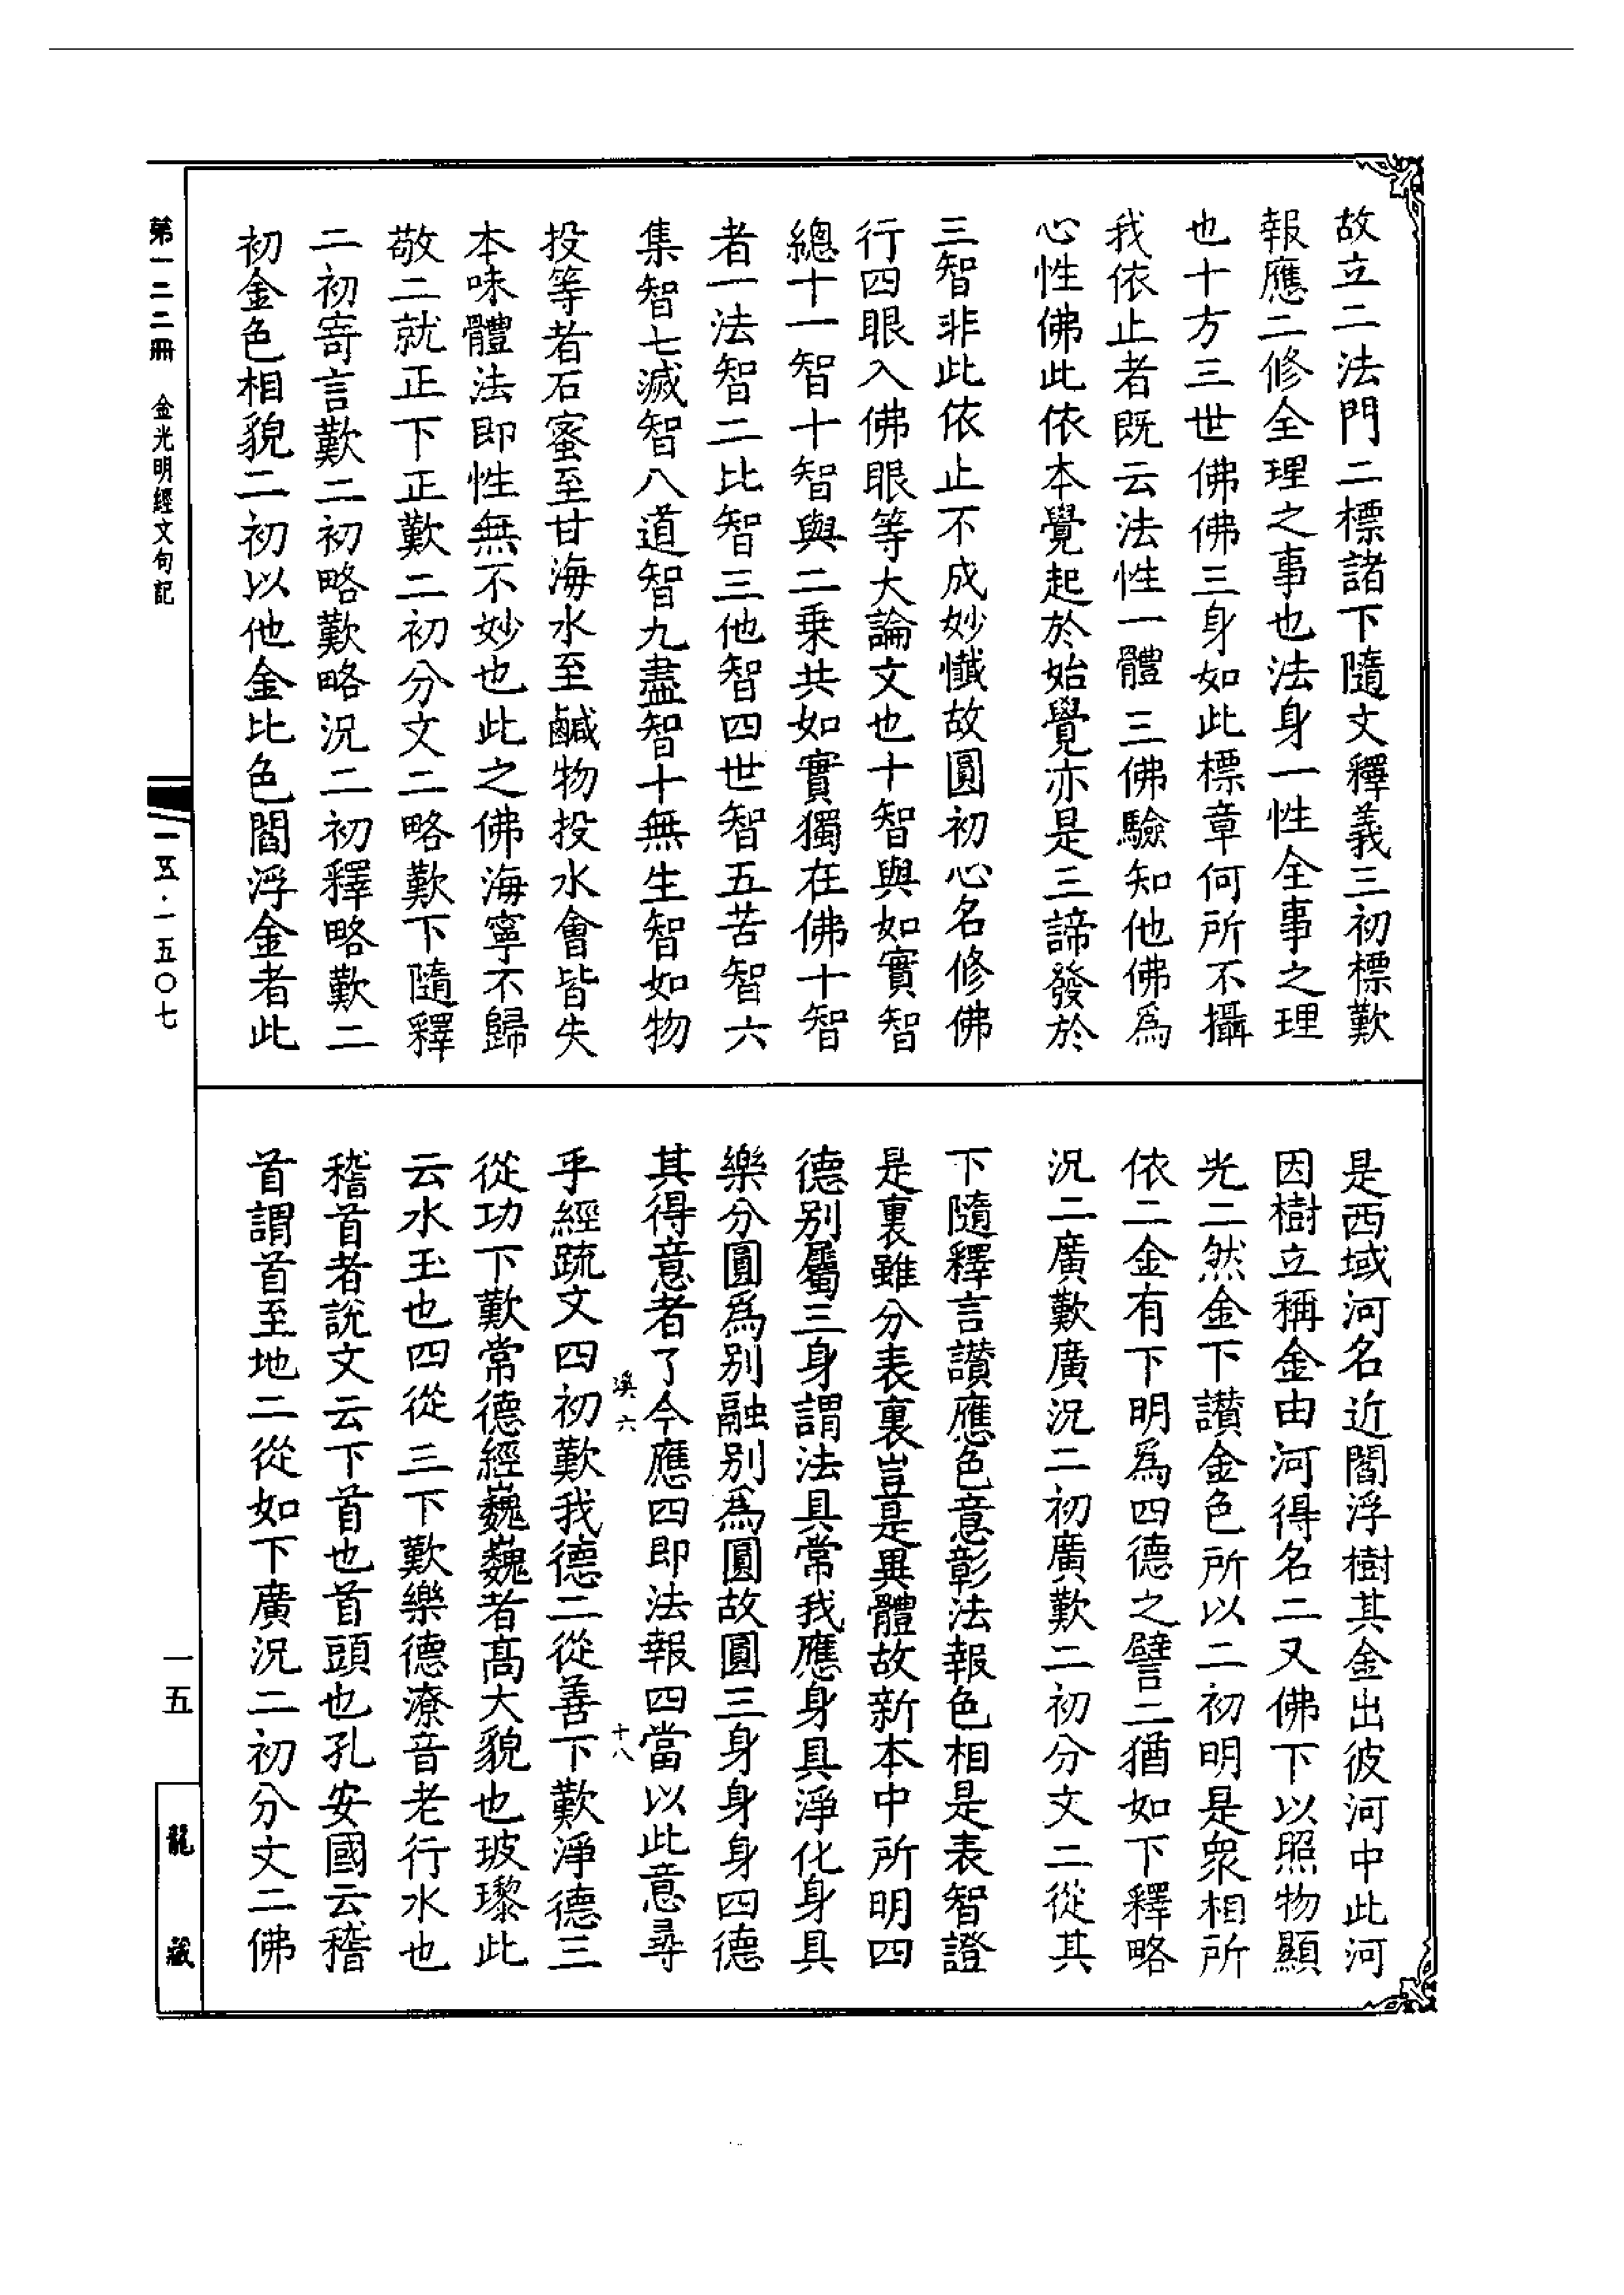 故立二法門二標諸下隨文釋義三初標歎
報應二修全理之事也法身一性全事之理
也十方三世佛佛三身如此標章何所不攝
我依止者既云法性一體三佛驗知他佛為
心性佛此依本覺起於始覺亦是三諦發於
三智非此依止不成妙懺故圓初心名修佛
行四眼入佛眼等大論文也十智與如實智
總十一智十智與二乘共如實獨在佛十智
者一法智二比智三他智四世智五苦智六
集智七滅智八道智九盡智十無生智如物
投等者石蜜至甘海水至鹹物投水會皆失
本味體法即性無不妙也此之佛海寧不歸
敬二就正下正歎二初分文二略歎下隨釋
二初寄言歎二初略歎略況二初釋略歎二
初金色相貌二初以他金比色閻浮金者此
是西域河名近閻浮樹其金出彼河中此河
因樹立稱金由河得名二又佛下以照物顯
光二然金下讚金色所以二初明是眾相所
依二金有下明為四德之譬二猶如下釋略
況二廣歎廣況二初廣歎二初分文二從其
下隨釋言讚應色意彰法報色相是表智證
是裏雖分表裏豈是異體故新本中所明四
德別屬三身謂法具常我應身具淨化身具
樂分圓為別融別為圓故圓三身身身四德
其得意者了今應四即法報四當以此意尋
溪六 十八
乎經疏文四初歎我德二從善下歎淨德三
從功下歎常德經巍巍者高大貌也玻瓈此
云水玉也四從三下歎樂德潦音老行水也
稽首者說文云下首也首頭也孔安國云稽
首謂首至地二從如下廣況二初分文二佛
第一二二冊 金光明經文句記
一五·一五〇七
一五
龍藏